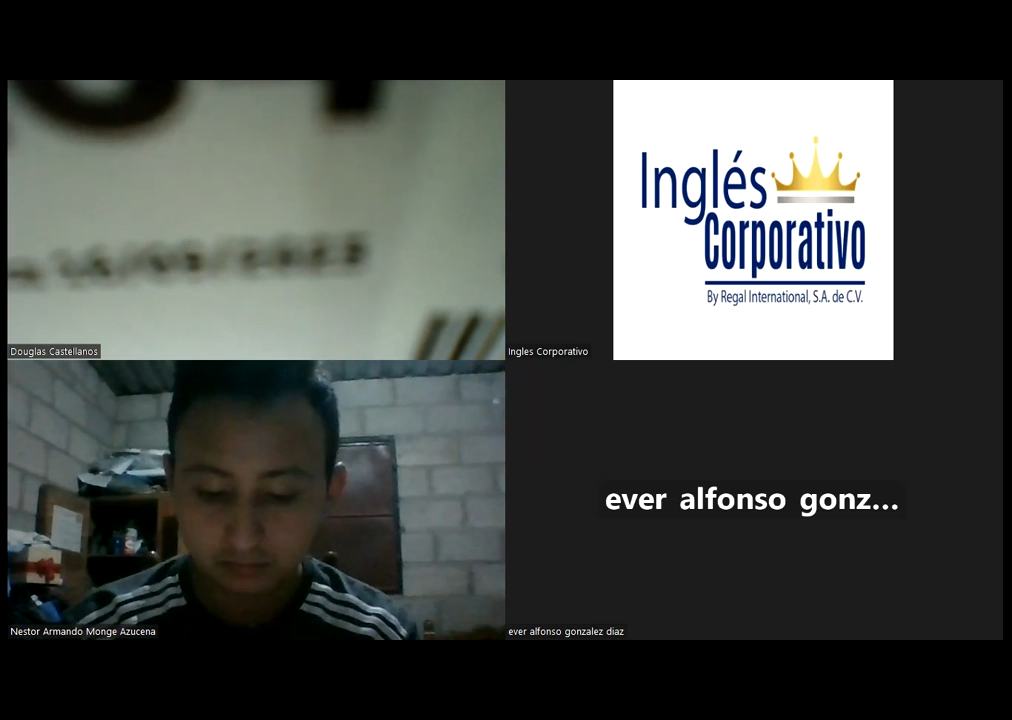 Douglas Castellanos
Inglés
Corporativo
By Regal International, S.A. de C.V.
Ingles Corporativo
Nestor Armando Monge Azucena
ever alfonso gonz...
ever alfonso gonzalez diaz